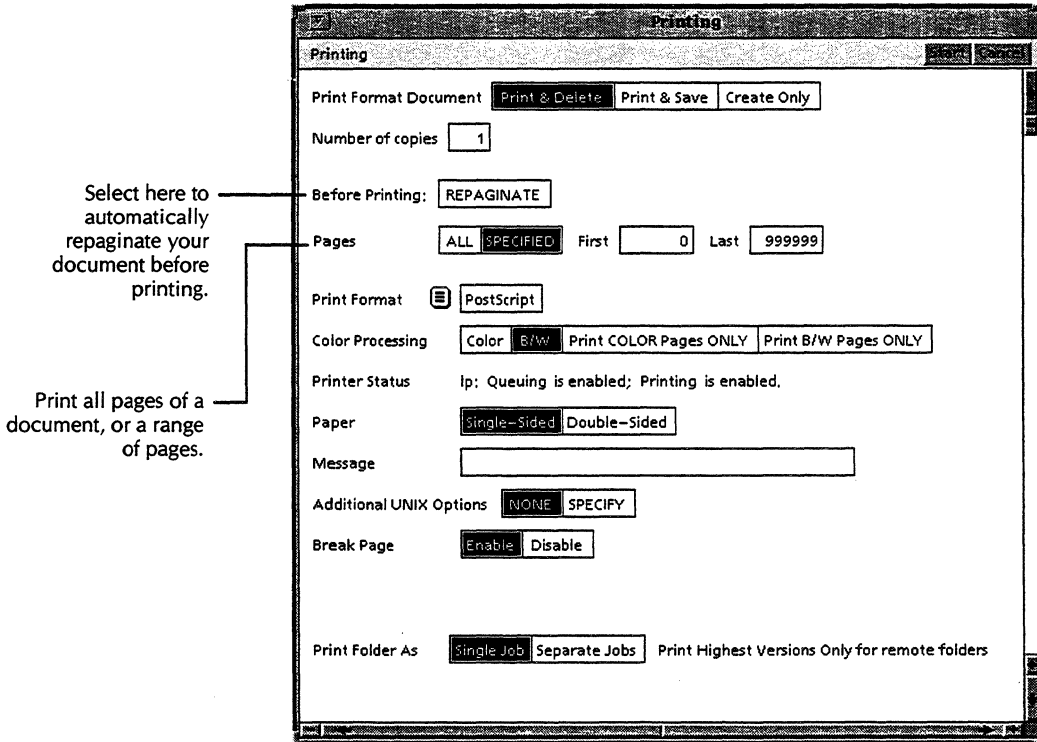 Printing
Printing Start Cancel
Print Format Document Print & Delete Print & Save Create Only
Number of copies 1
Select here to
automatically
repaginate your
document before
printing.
Before Printing: REPAGINATE
Pages ALL SPECIFIED First 0 Last 999999
Print Format PostScript
Color Processing Color B/W Print COLOR Pages ONLY Print B/W Pages ONLY
Printer Status lp: Queuing is enabled; Printing is enabled.
Print all pages of a
document, or a range
of pages.
Paper Single-Sided Double-Sided
Message
Additional UNIX Options NONE SPECIFY
Break Page Enable Disable
Print Folder As Single Job Separate Jobs Print Highest Versions Only for remote folders